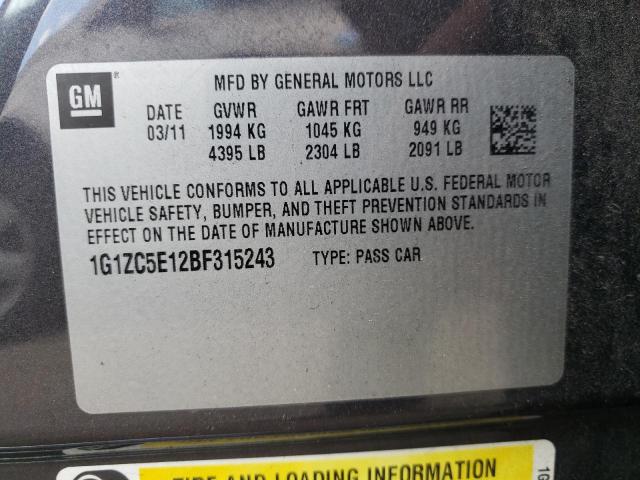 GM
®
MFD BY GENERAL MOTORS LLC
DATE GVWR GAWR FRT GAWR RR
03/11 1994 KG 1045 KG 949 KG
4395 LB 2304 LB 2091 LB
THIS VEHICLE CONFORMS TO ALL APPLICABLE U.S. FEDERAL MOTOR
VEHICLE SAFETY, BUMPER, AND THEFT PREVENTION STANDARDS IN
EFFECT ON THE DATE OF MANUFACTURE SHOWN ABOVE.
1G1ZC5E12BF315243 TYPE: PASS CAR
TIRE AND LOADING INFORMATION
1G